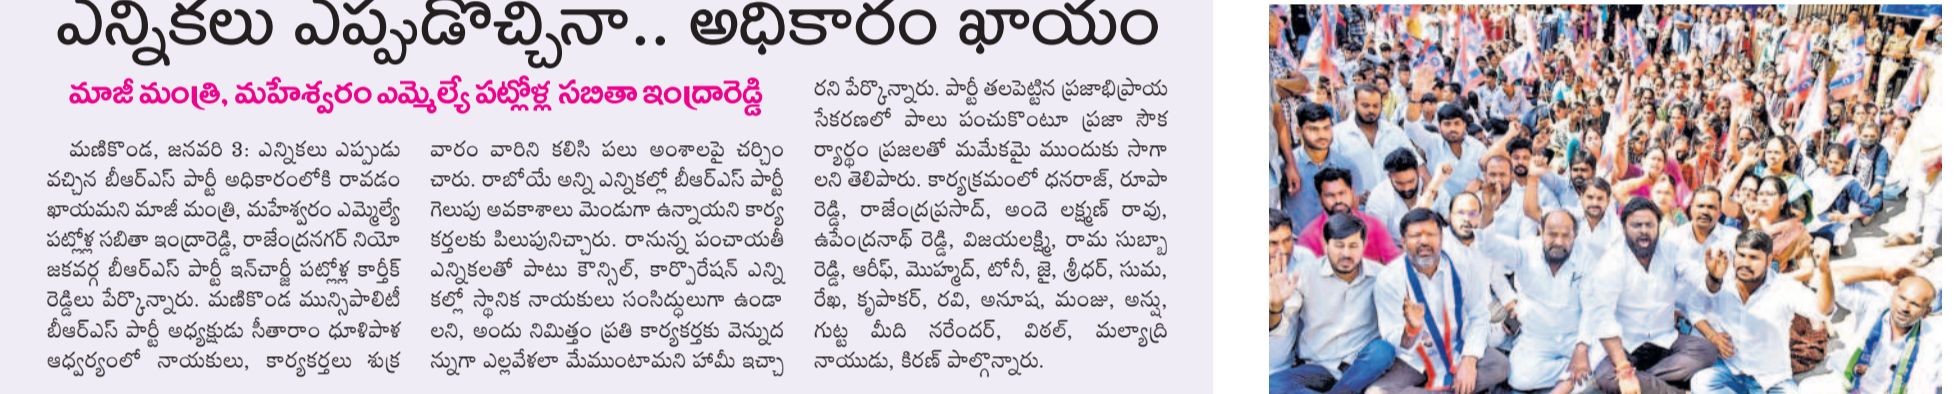 ఎన్నికలు ఎప్పుడొచ్చినా.. అధికారం ఖాయం
మాజీ మంత్రి, మహేశ్వరం ఎమ్మెల్యే పట్లోళ్ల సబితా ఇంద్రారెడ్డి
మణికొండ, జనవరి 3: ఎన్నికలు ఎప్పుడు
వచ్చిన బీఆర్ఎస్ పార్టీ అధికారంలోకి రావడం
ఖాయమని మాజీ మంత్రి, మహేశ్వరం ఎమ్మెల్యే
పట్లోళ్ల సబితా ఇంద్రారెడ్డి, రాజేంద్రనగర్ నియో
జకవర్గ బీఆర్ఎస్ పార్టీ ఇన్‌చార్జీ పట్లోళ్ల కార్తీక్
రెడ్డిలు పేర్కొన్నారు. మణికొండ మున్సిపాలిటీ
బీఆర్ఎస్ పార్టీ అధ్యక్షుడు సీతారాం ధూళిపాళ
ఆధ్వర్యంలో నాయకులు, కార్యకర్తలు శుక్ర
వారం వారిని కలిసి పలు అంశాలపై చర్చిం
చారు. రాబోయే అన్ని ఎన్నికల్లో బీఆర్ఎస్ పార్టీ
గెలుపు అవకాశాలు మెండుగా ఉన్నాయని కార్య
కర్తలకు పిలుపునిచ్చారు. రానున్న పంచాయతీ
ఎన్నికలతో పాటు కౌన్సిల్, కార్పొరేషన్ ఎన్ని
కల్లో స్థానిక నాయకులు సంసిద్ధులుగా ఉండా
లని, అందు నిమిత్తం ప్రతి కార్యకర్తకు వెన్నుద
న్నుగా ఎల్లవేళలా మేముంటామని హామీ ఇచ్చా
రని పేర్కొన్నారు. పార్టీ తలపెట్టిన ప్రజాభిప్రాయ
సేకరణలో పాలు పంచుకొంటూ ప్రజా సౌక
ర్యార్థం ప్రజలతో మమేకమై ముందుకు సాగా
లని తెలిపారు. కార్యక్రమంలో ధనరాజ్, రూపా
రెడ్డి, రాజేంద్రప్రసాద్, అందె లక్ష్మణ్ రావు,
ఉపేంద్రనాథ్ రెడ్డి, విజయలక్ష్మి, రామ సుబ్బా
రెడ్డి, ఆరీఫ్, మొహ్మద్, టోనీ, జై, శ్రీధర్, సుమ,
రేఖ, కృపాకర్, రవి, అనూష, మంజు, అన్షు,
గుట్ట మీది నరేందర్, విఠల్, మల్యాద్రి
నాయుడు, కిరణ్ పాల్గొన్నారు.